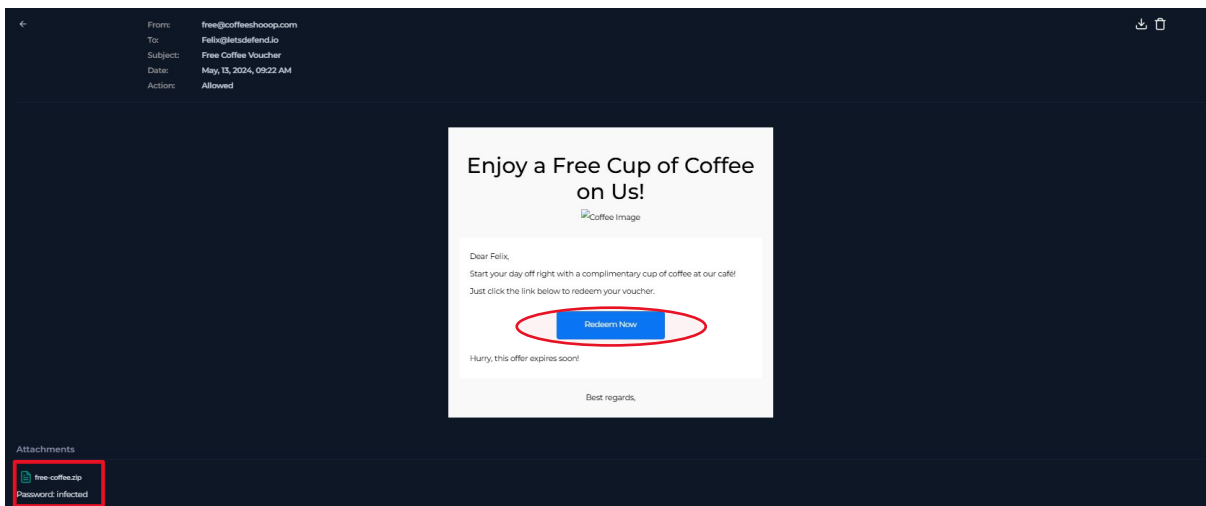 From: free@coffeeshooop.com
To: Felix@letsdefend.io
Subject: Free Coffee Voucher
Date: May, 13, 2024, 09:22 AM
Action: Allowed
Enjoy a Free Cup of Coffee
on Us!
Coffee Image
Dear Felix,
Start your day off right with a complimentary cup of coffee at our café!
Just click the link below to redeem your voucher.
Redeem Now
Hurry, this offer expires soon!
Best regards,
Attachments
free-coffee.zip
Password: infected